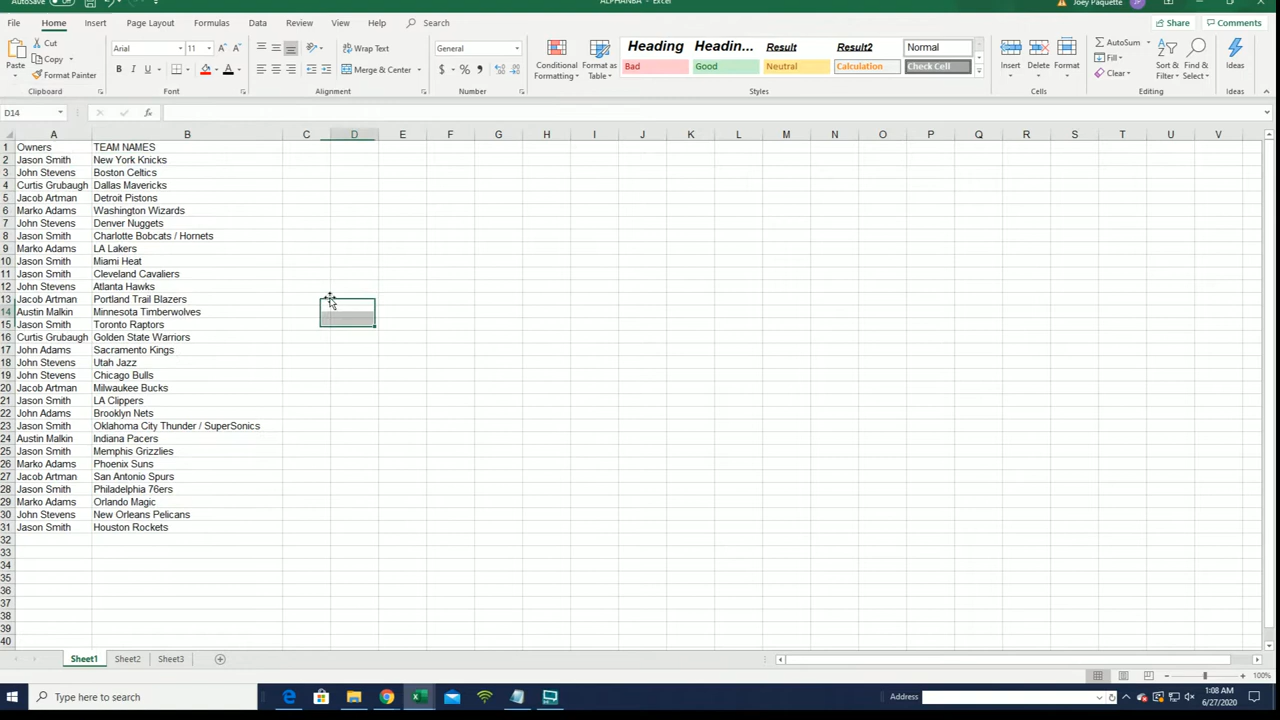 AutoSave Off
ALPHANBA - Excel
Joey Paquette JP
File Home Insert Page Layout Formulas Data Review View Help Search Share Comments
Paste Cut Copy Format Painter Clipboard
Arial 11 A A B I U A Font
Wrap Text Merge & Center Alignment
General $ % , Number
Conditional Formatting Format as Table Heading Headin... Result Result2 Normal
Bad Good Neutral Calculation Check Cell Styles
Insert Delete Format Cells
AutoSum Fill Clear Sort & Filter Find & Select Editing
Ideas Ideas
D14 fx
A B C D E F G H I J K L M N O P Q R S T U V
1 Owners TEAM NAMES
2 Jason Smith New York Knicks
3 John Stevens Boston Celtics
4 Curtis Grubaugh Dallas Mavericks
5 Jacob Artman Detroit Pistons
6 Marko Adams Washington Wizards
7 John Stevens Denver Nuggets
8 Jason Smith Charlotte Bobcats / Hornets
9 Marko Adams LA Lakers
10 Jason Smith Miami Heat
11 Jason Smith Cleveland Cavaliers
12 John Stevens Atlanta Hawks
13 Jacob Artman Portland Trail Blazers
14 Austin Malkin Minnesota Timberwolves
15 Jason Smith Toronto Raptors
16 Curtis Grubaugh Golden State Warriors
17 John Adams Sacramento Kings
18 John Stevens Utah Jazz
19 John Stevens Chicago Bulls
20 Jacob Artman Milwaukee Bucks
21 Jason Smith LA Clippers
22 John Adams Brooklyn Nets
23 Jason Smith Oklahoma City Thunder / SuperSonics
24 Austin Malkin Indiana Pacers
25 Jason Smith Memphis Grizzlies
26 Marko Adams Phoenix Suns
27 Jacob Artman San Antonio Spurs
28 Jason Smith Philadelphia 76ers
29 Marko Adams Orlando Magic
30 John Stevens New Orleans Pelicans
31 Jason Smith Houston Rockets
32
33
34
35
36
37
38
39
40
Sheet1 Sheet2 Sheet3
100%
Type here to search
Address
1:08 AM
6/27/2020